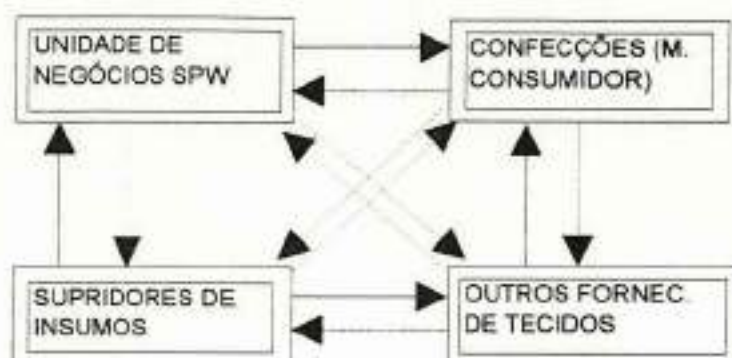 UNIDADE DE
NEGÓCIOS SPW
CONFECÇÕES (M.
CONSUMIDOR)
SUPRIDORES DE
INSUMOS
OUTROS FORNEC.
DE TECIDOS